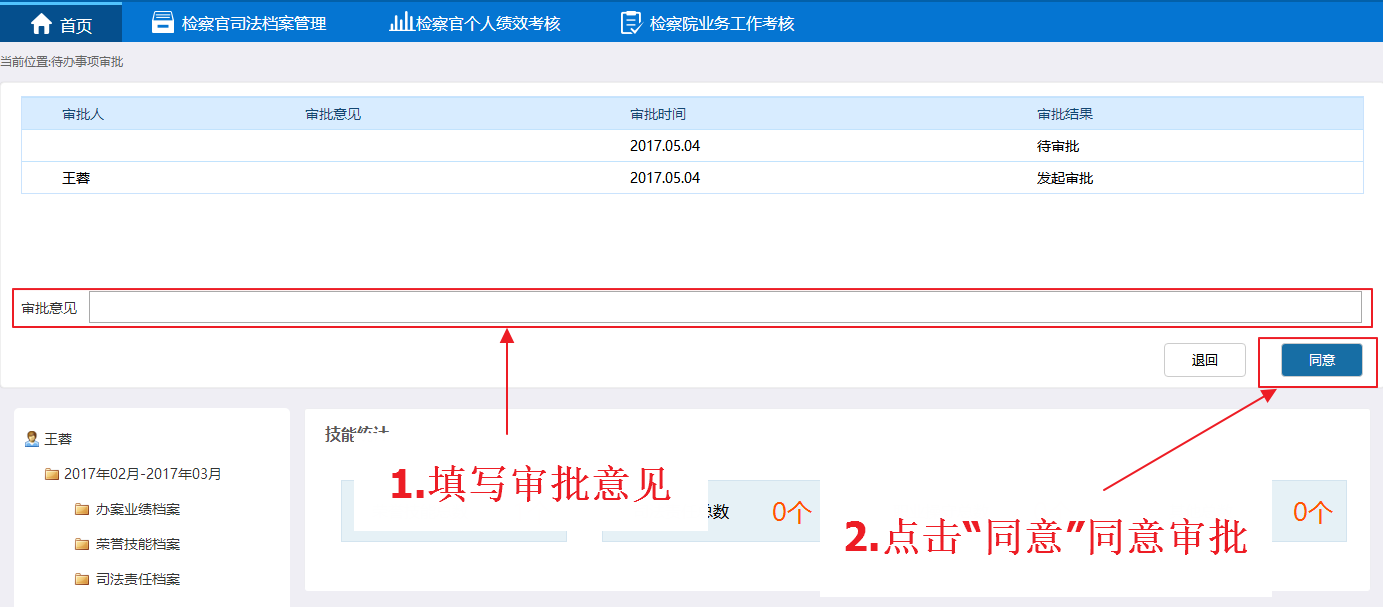 首页 检察官司法档案管理 检察官个人绩效考核 检察院业务工作考核
当前位置:待办事项审批
审批人 审批意见 审批时间 审批结果
2017.05.04 待审批
王蓉 2017.05.04 发起审批
审批意见
退回 同意
王蓉
2017年02月-2017年03月
办案业绩档案
荣誉技能档案
司法责任档案
技能统计
1.填写审批意见
总数 0个 0个
2.点击“同意”同意审批